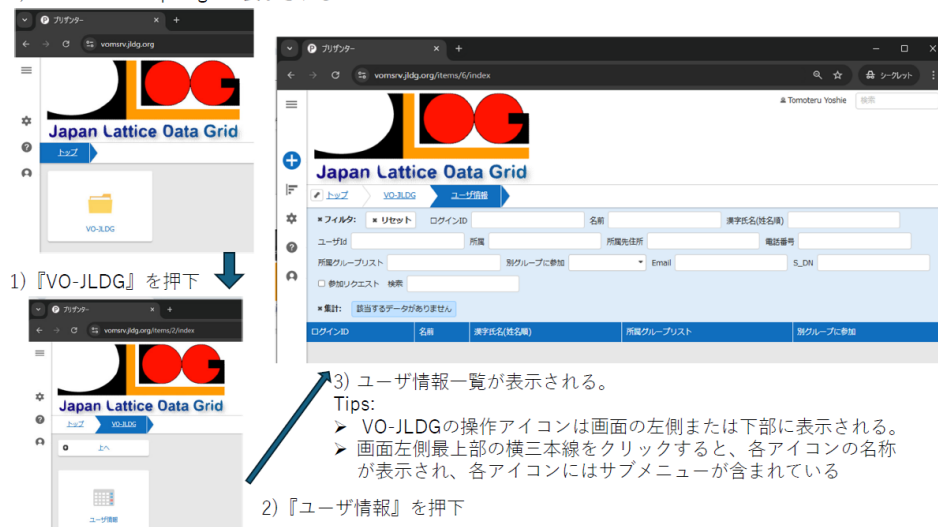 プリザンター
vomsrv.jldg.org
Japan Lattice Data Grid
トップ
VO-JLDG
1)『VO-JLDG』を押下
プリザンター
vomsrv.jldg.org/items/2/index
Japan Lattice Data Grid
トップ VO-JLDG
上へ
ユーザ情報
2)『ユーザ情報』を押下
プリザンター
vomsrv.jldg.org/items/6/index
シークレット
Tomoteru Yoshie 検索
Japan Lattice Data Grid
トップ VO-JLDG ユーザ情報
フィルタ: リセット ログインID 名前 漢字氏名(姓名順)
ユーザId 所属 所属先住所 電話番号
所属グループリスト 別グループに参加 Email S_DN
参加リクエスト 検索
集計: 該当するデータがありません
ログインID 名前 漢字氏名(姓名順) 所属グループリスト 別グループに参加
3) ユーザ情報一覧が表示される。
Tips:
➢ VO-JLDGの操作アイコンは画面の左側または下部に表示される。
➢ 画面左側最上部の横三本線をクリックすると、各アイコンの名称
が表示され、各アイコンにはサブメニューが含まれている